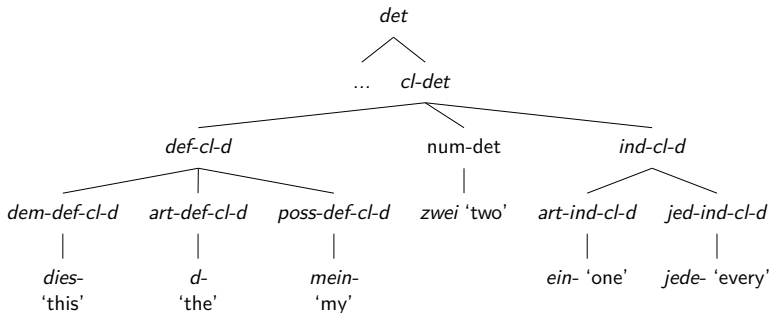 det
... cl-det
def-cl-d num-det ind-cl-d
dem-def-cl-d art-def-cl-d poss-def-cl-d zwei ‘two’ art-ind-cl-d jed-ind-cl-d
dies- d- mein- ein- ‘one’ jede- ‘every’
‘this’ ‘the’ ‘my’